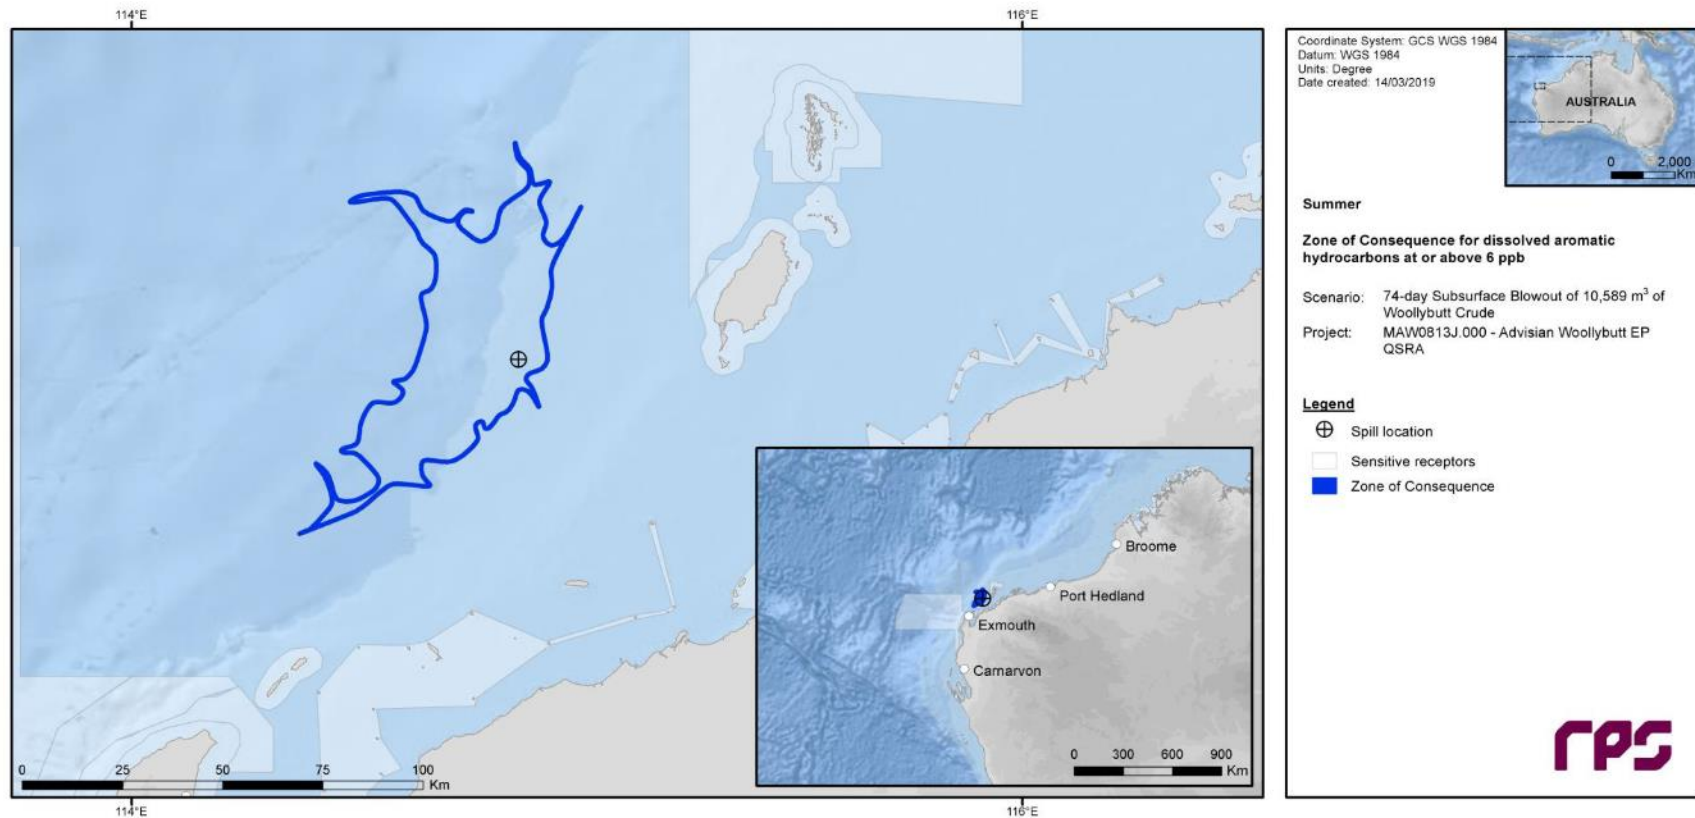 114°E
116°E
Coordinate System: GCS WGS 1984
Datum: WGS 1984
Units: Degree
Date created: 14/03/2019
AUSTRALIA
0 2,000
Km
Summer
Zone of Consequence for dissolved aromatic
hydrocarbons at or above 6 ppb
Scenario: 74-day Subsurface Blowout of 10,589 m³ of
Woollybutt Crude
Project: MAW0813J.000 - Advisian Woollybutt EP
QSRA
Legend
Spill location
Sensitive receptors
Zone of Consequence
Broome
Port Hedland
Exmouth
Carnarvon
0 300 600 900
Km
0 25 50 75 100
Km
rps
114°E
116°E